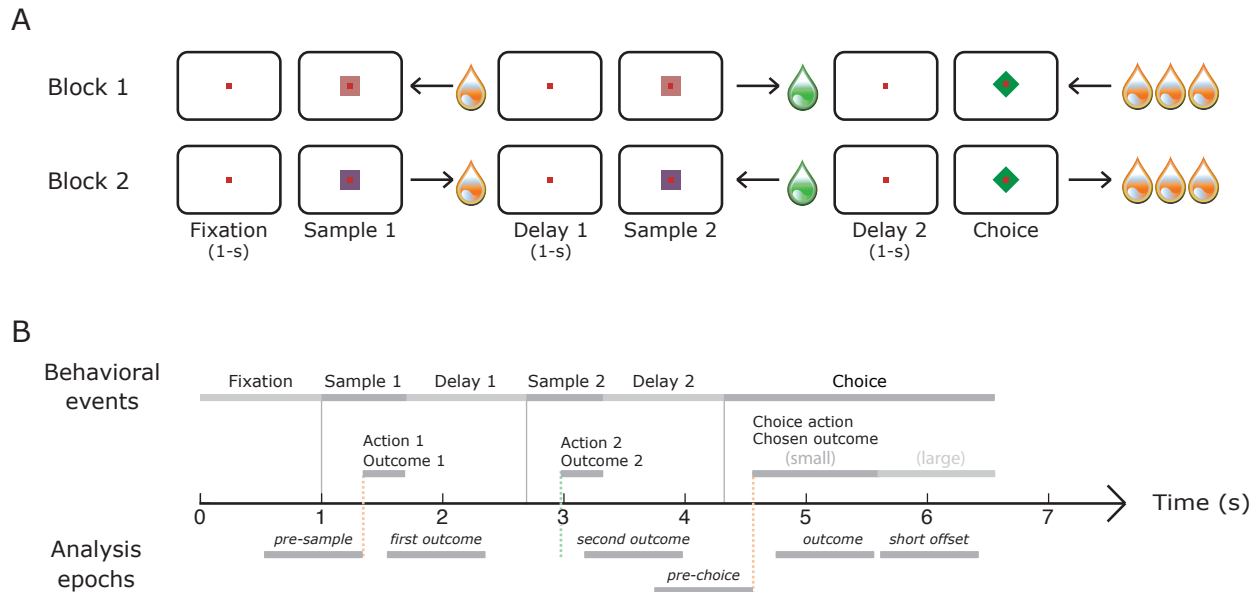 A
Block 1
Block 2
Fixation Sample 1 Delay 1 Sample 2 Delay 2 Choice
(1-s) (1-s) (1-s)
B
Behavioral
events
Fixation Sample 1 Delay 1 Sample 2 Delay 2 Choice
Action 1
Outcome 1
Action 2
Outcome 2
Choice action
Chosen outcome
(small) (large)
0 1 2 3 4 5 6 7
Time (s)
Analysis
epochs
pre-sample first outcome second outcome outcome short offset
pre-choice